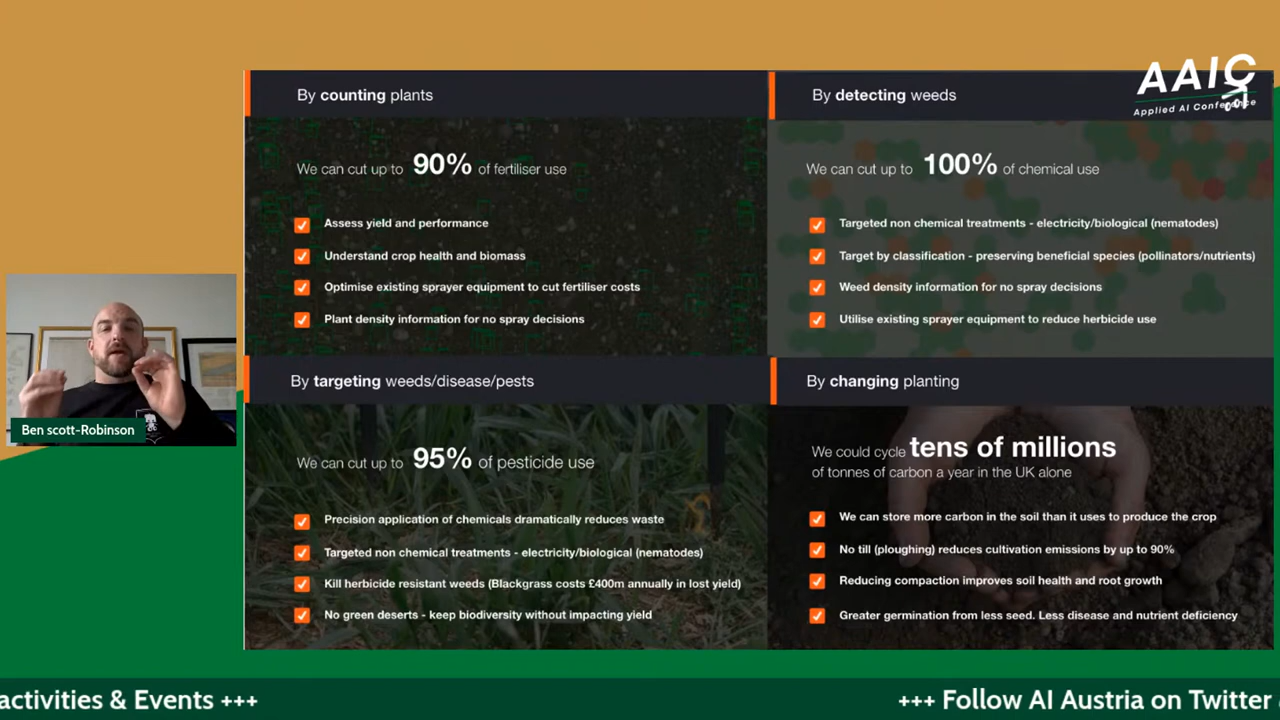 By counting plants
We can cut up to 90% of fertiliser use
Assess yield and performance
Understand crop health and biomass
Optimise existing sprayer equipment to cut fertiliser costs
Plant density information for no spray decisions
By detecting weeds
AAIC
Applied AI Conference
We can cut up to 100% of chemical use
Targeted non chemical treatments - electricity/biological (nematodes)
Target by classification - preserving beneficial species (pollinators/nutrients)
Weed density information for no spray decisions
Utilise existing sprayer equipment to reduce herbicide use
By targeting weeds/disease/pests
We can cut up to 95% of pesticide use
Precision application of chemicals dramatically reduces waste
Targeted non chemical treatments - electricity/biological (nematodes)
Kill herbicide resistant weeds (Blackgrass costs £400m annually in lost yield)
No green deserts - keep biodiversity without impacting yield
By changing planting
We could cycle tens of millions
of tonnes of carbon a year in the UK alone
We can store more carbon in the soil than it uses to produce the crop
No till (ploughing) reduces cultivation emissions by up to 90%
Reducing compaction improves soil health and root growth
Greater germination from less seed. Less disease and nutrient deficiency
Ben scott-Robinson
activities & Events +++
+++ Follow AI Austria on Twitter